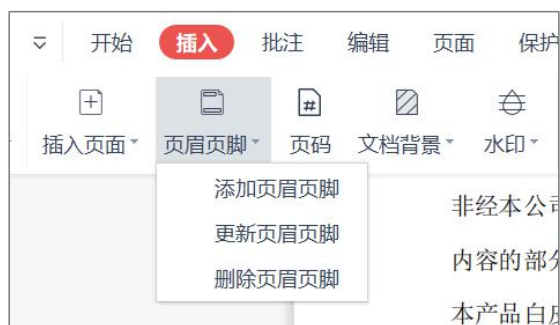 开始 插入 批注 编辑 页面 保护
插入页面 页眉页脚 页码 文档背景 水印
添加页眉页脚
更新页眉页脚
删除页眉页脚
非经本公司
内容的部分
本产品白皮